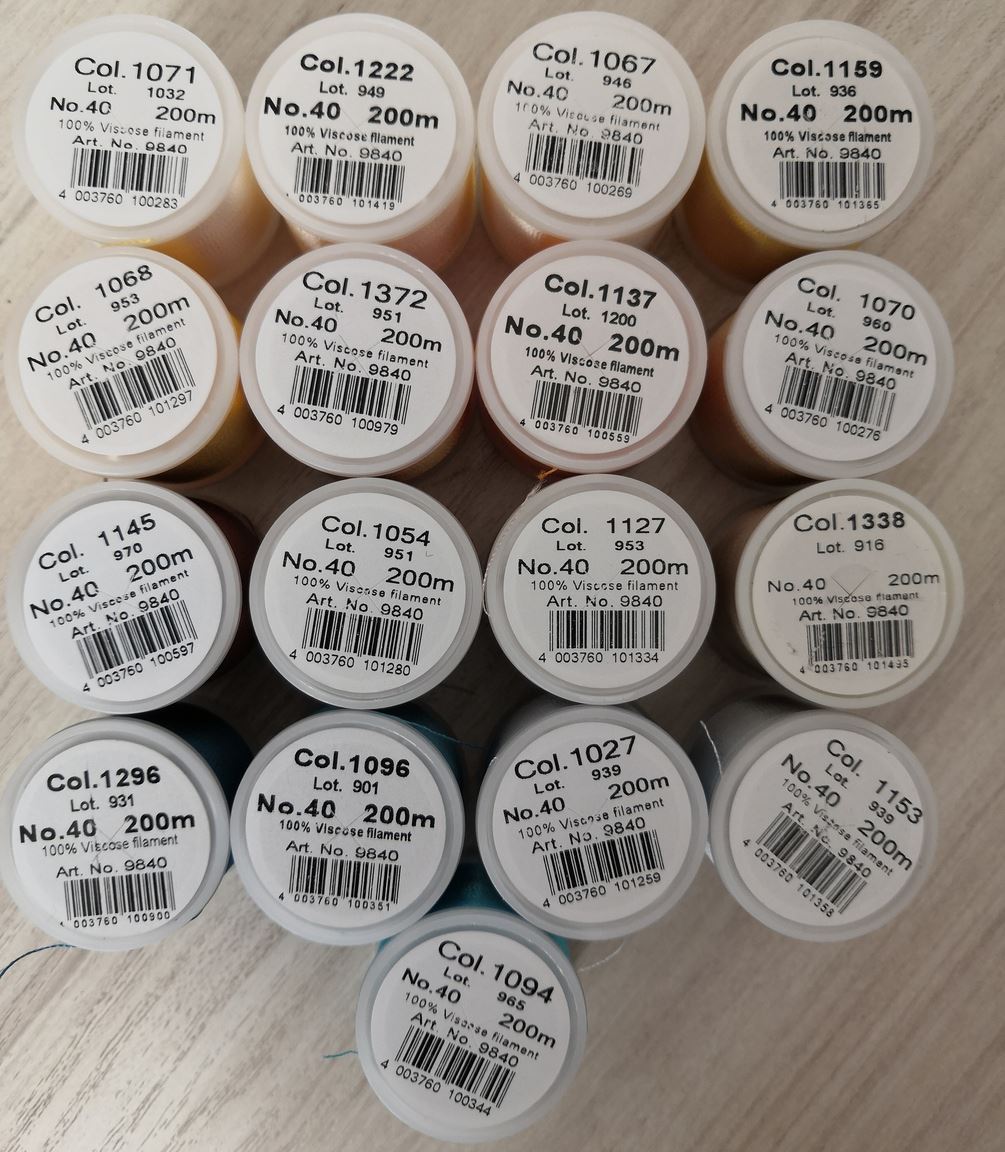 Col.1071
Lot. 1032
No.40 200m
100% Viscose filament
Art. No. 9840
4 003760 100283
Col.1222
Lot. 949
No.40 200m
100% Viscose filament
Art. No. 9840
003760 101419
Col.1067
Lot. 946
No.40 200m
100% Viscose filament
Art. No. 9840
4 003760 100269
Col.1159
Lot. 936
No.40 200m
100% Viscose filament
Art. No. 9840
4 003760 101365
Col. 1068
Lot. 953
No.40 200m
100% Viscose filament
Art. No. 9840
4 003760 101297
Col.1372
Lot. 951
No.40 200m
100% Viscose filament
Art. No. 9840
4 003760 100979
Col.1137
Lot. 1200
No.40 200m
100% Viscose filament
Art. No. 9840
4 003760 100559
Col. 1070
Lot. 960
No.40 200m
100% Viscose filament
Art. No. 9840
4 003760 100276
Col. 1145
Lot. 970
No.40 200m
100% Viscose filament
Art. No. 9840
4 003760 100597
Col.1054
Lot. 951
No.40 200m
100% Viscose filament
Art. No. 9840
4 003760 101280
Col. 1127
Lot. 953
No.40 200m
100% Viscose filament
Art. No. 9840
4 003760 101334
Col.1338
Lot. 916
No.40 200m
100% Viscose filament
Art. No. 9840
4 003760 101495
Col.1296
Lot. 931
No.40 200m
100% Viscose filament
Art. No. 9840
4 003760 100900
Col.1096
Lot. 901
No.40 200m
100% Viscose filament
Art. No. 9840
4 003760 100351
Col.1027
Lot. 939
No.40 200m
100% Viscose filament
Art. No. 9840
4 003760 101259
Col. 1153
Lot. 939
No.40 200m
100% Viscose filament
Art. No. 9840
4 003760 101358
Col. 1094
Lot. 965
No.40 200m
100% Viscose filament
Art. No. 9840
4 003760 100344